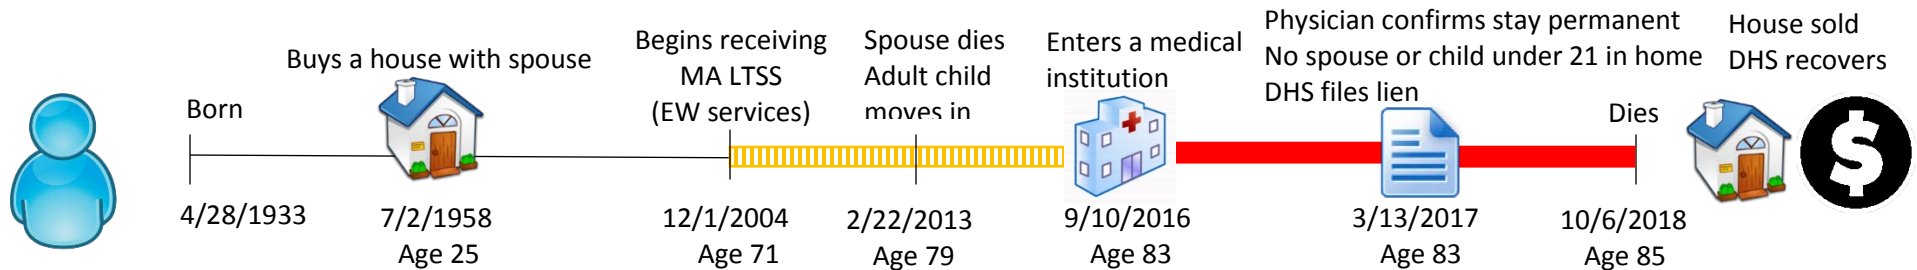 Born
4/28/1933
Buys a house with spouse
7/2/1958
Age 25
Begins receiving
MA LTSS
(EW services)
12/1/2004
Age 71
Spouse dies
Adult child
moves in
2/22/2013
Age 79
Enters a medical
institution
9/10/2016
Age 83
Physician confirms stay permanent
No spouse or child under 21 in home
DHS files lien
3/13/2017
Age 83
Dies
10/6/2018
Age 85
House sold
DHS recovers
$